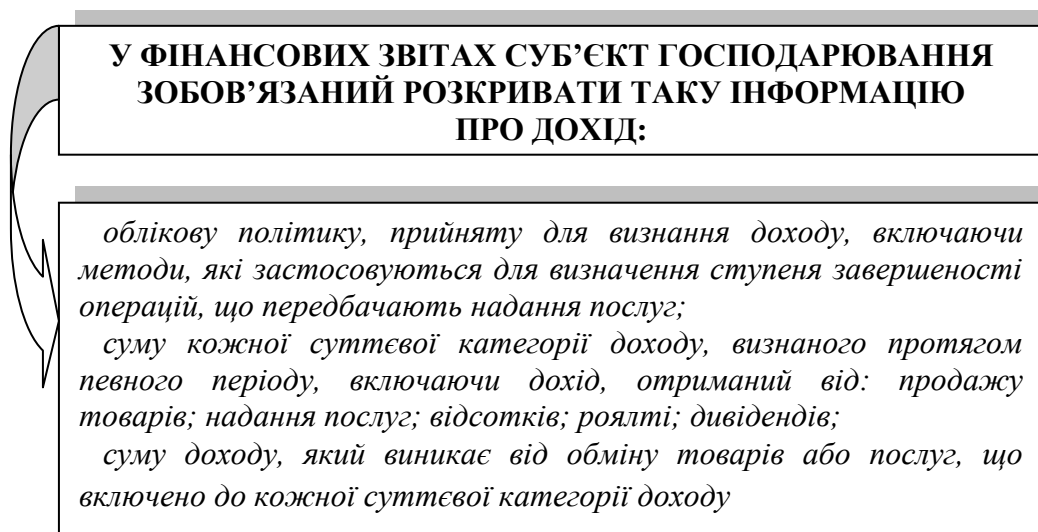 У ФІНАНСОВИХ ЗВІТАХ СУБ’ЄКТ ГОСПОДАРЮВАННЯ
ЗОБОВ’ЯЗАНИЙ РОЗКРИВАТИ ТАКУ ІНФОРМАЦІЮ
ПРО ДОХІД:
облікову політику, прийняту для визнання доходу, включаючи
методи, які застосовуються для визначення ступеня завершеності
операцій, що передбачають надання послуг;
суму кожної суттєвої категорії доходу, визнаного протягом
певного періоду, включаючи дохід, отриманий від: продажу
товарів; надання послуг; відсотків; роялті; дивідендів;
суму доходу, який виникає від обміну товарів або послуг, що
включено до кожної суттєвої категорії доходу